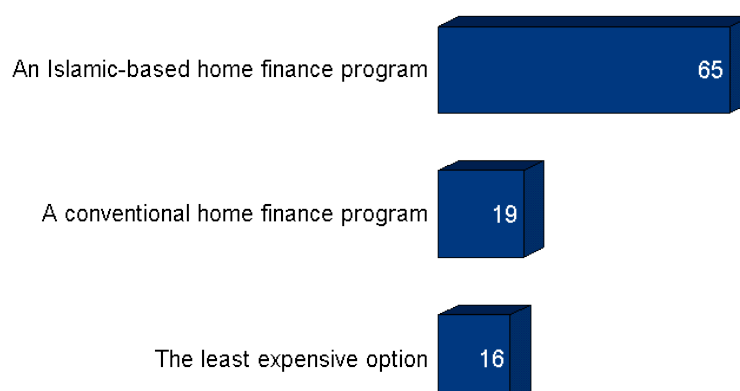 An Islamic-based home finance program 65
A conventional home finance program 19
The least expensive option 16